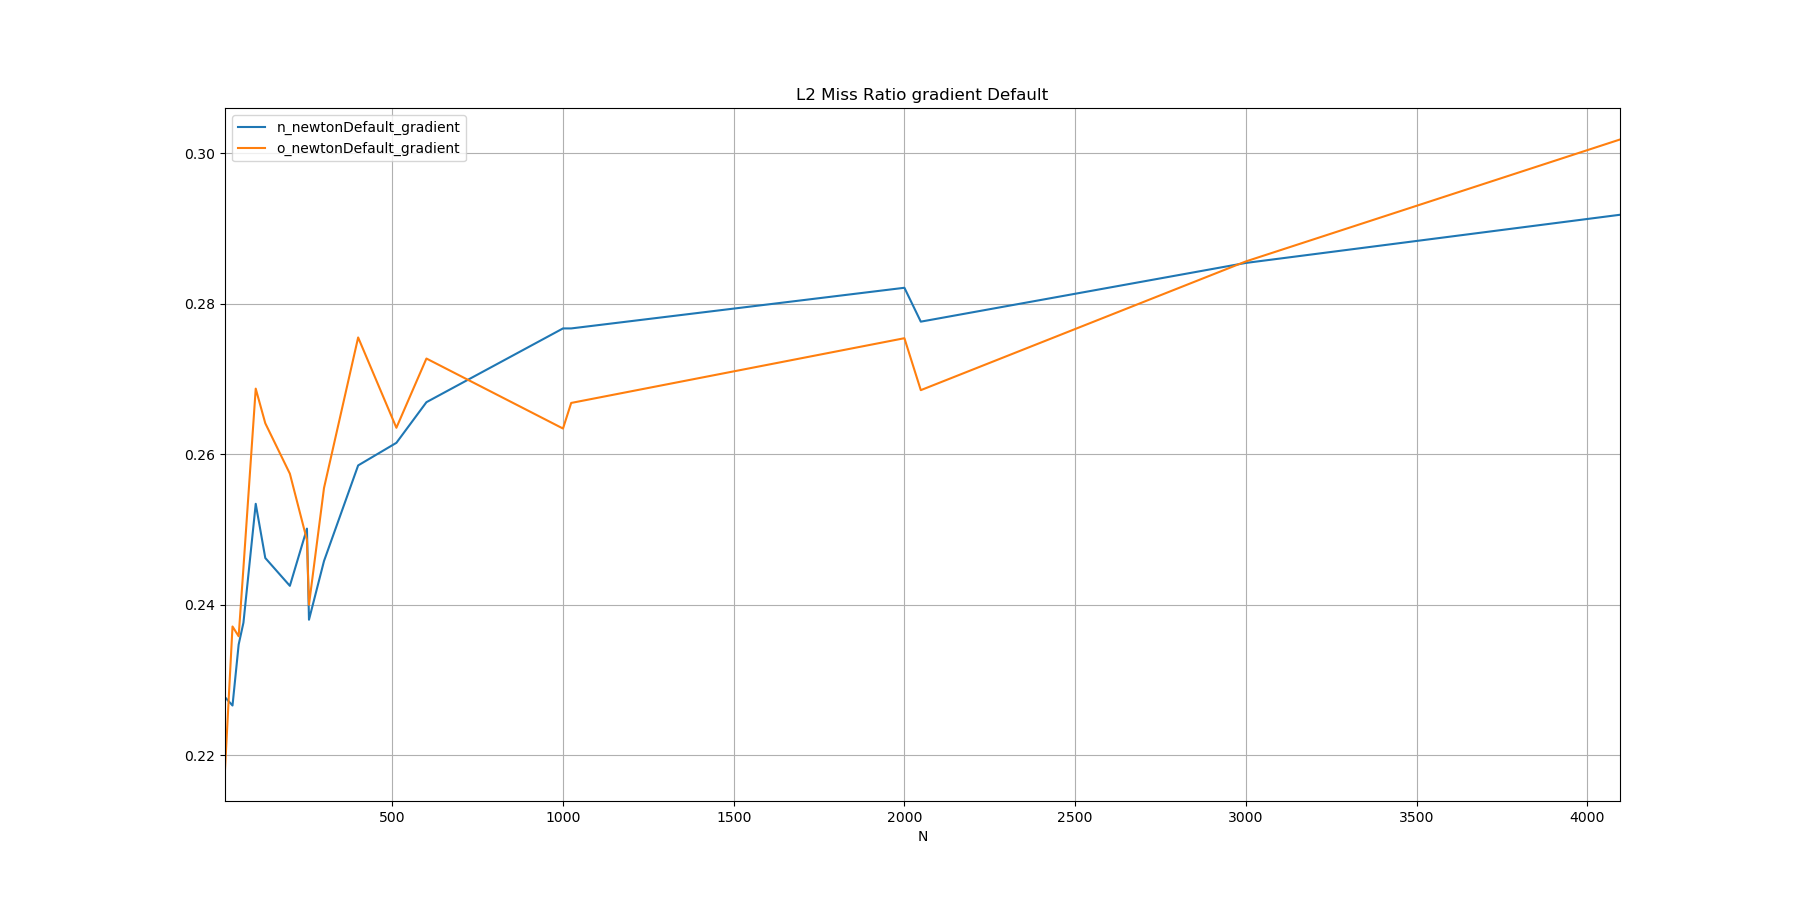 L2 Miss Ratio gradient Default
n_newtonDefault_gradient
o_newtonDefault_gradient
0.30
0.28
0.26
0.24
0.22
500 1000 1500 2000 2500 3000 3500 4000
N